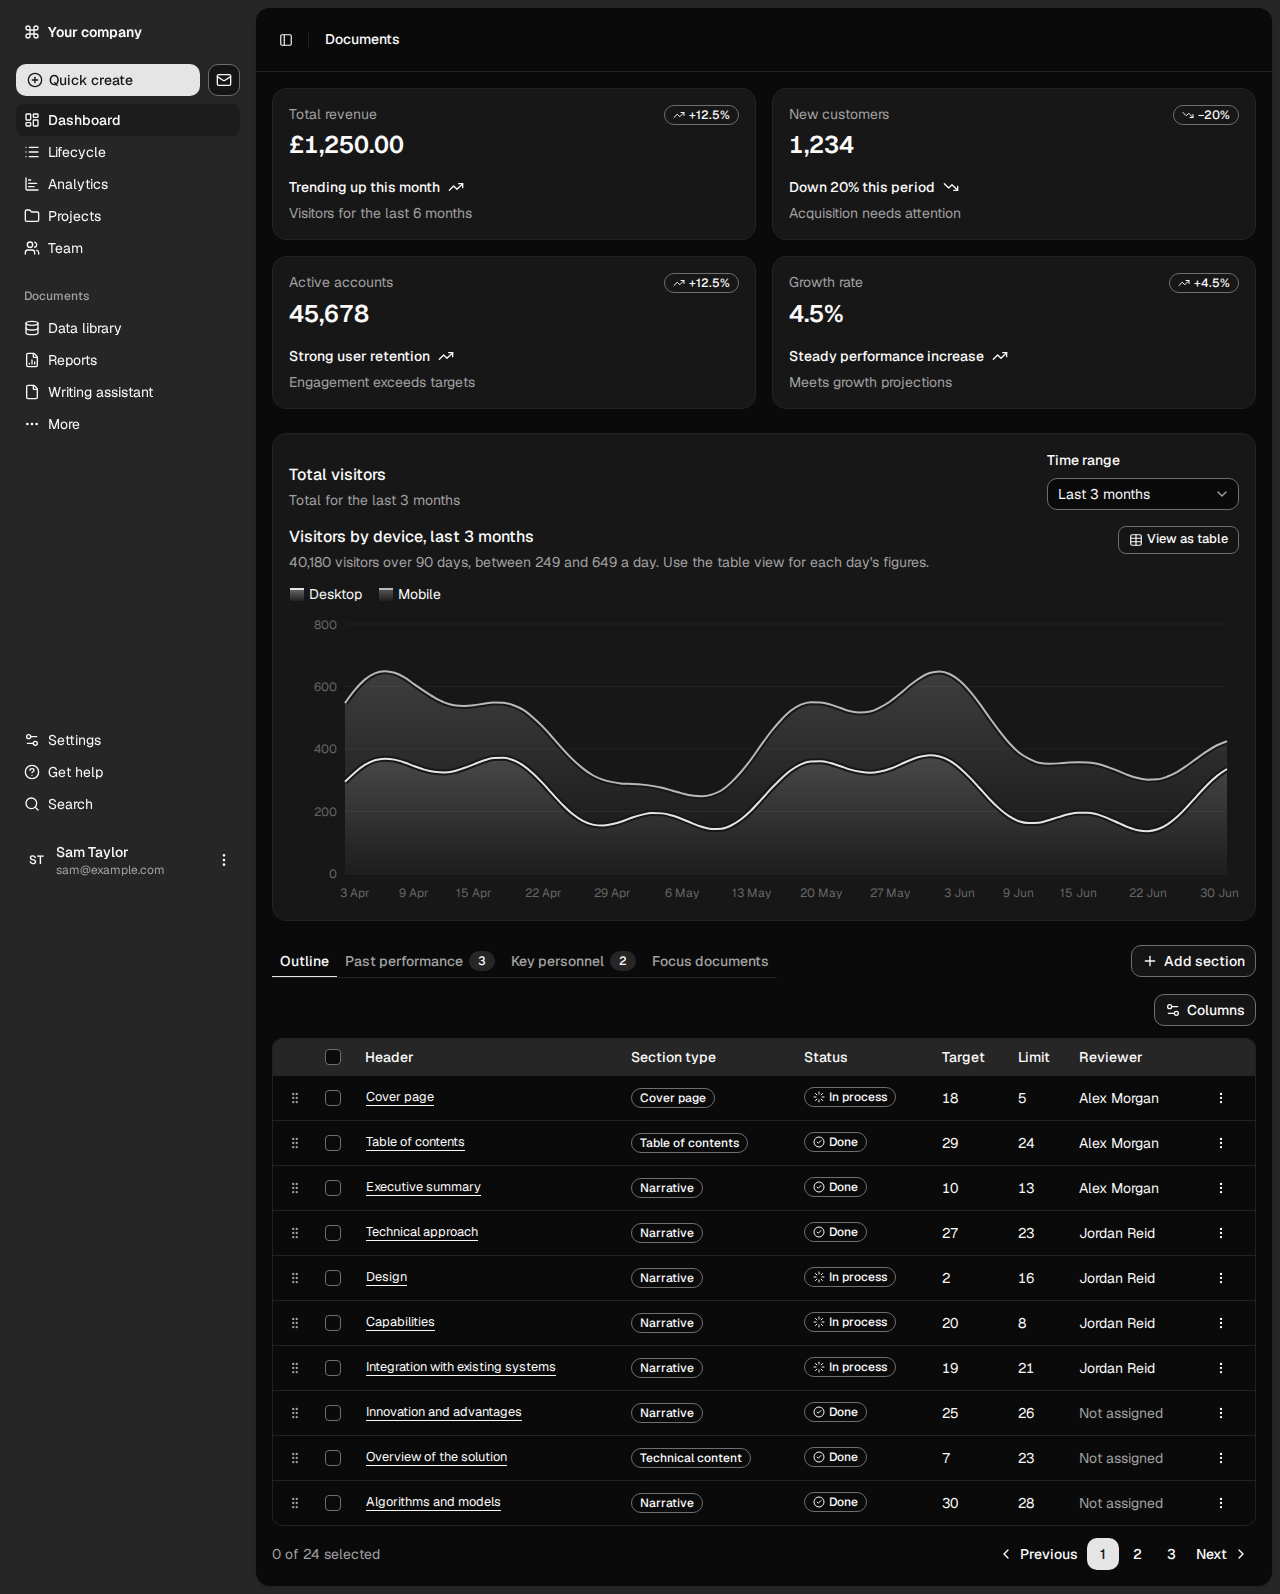 Your company
Quick create
Dashboard
Lifecycle
Analytics
Projects
Team
Documents
Data library
Reports
Writing assistant
More
Settings
Get help
Search
ST
Sam Taylor
sam@example.com
Documents
Total revenue
+12.5%
£1,250.00
Trending up this month
Visitors for the last 6 months
New customers
−20%
1,234
Down 20% this period
Acquisition needs attention
Active accounts
+12.5%
45,678
Strong user retention
Engagement exceeds targets
Growth rate
+4.5%
4.5%
Steady performance increase
Meets growth projections
Total visitors
Total for the last 3 months
Time range
Last 3 months
Visitors by device, last 3 months
40,180 visitors over 90 days, between 249 and 649 a day. Use the table view for each day's figures.
View as table
Desktop Mobile
800
600
400
200
0
3 Apr 9 Apr 15 Apr 22 Apr 29 Apr 6 May 13 May 20 May 27 May 3 Jun 9 Jun 15 Jun 22 Jun 30 Jun
Outline Past performance 3 Key personnel 2 Focus documents
Add section
Columns
Header Section type Status Target Limit Reviewer
Cover page Cover page In process 18 5 Alex Morgan
Table of contents Table of contents Done 29 24 Alex Morgan
Executive summary Narrative Done 10 13 Alex Morgan
Technical approach Narrative Done 27 23 Jordan Reid
Design Narrative In process 2 16 Jordan Reid
Capabilities Narrative In process 20 8 Jordan Reid
Integration with existing systems Narrative In process 19 21 Jordan Reid
Innovation and advantages Narrative Done 25 26 Not assigned
Overview of the solution Technical content Done 7 23 Not assigned
Algorithms and models Narrative Done 30 28 Not assigned
0 of 24 selected
Previous 1 2 3 Next